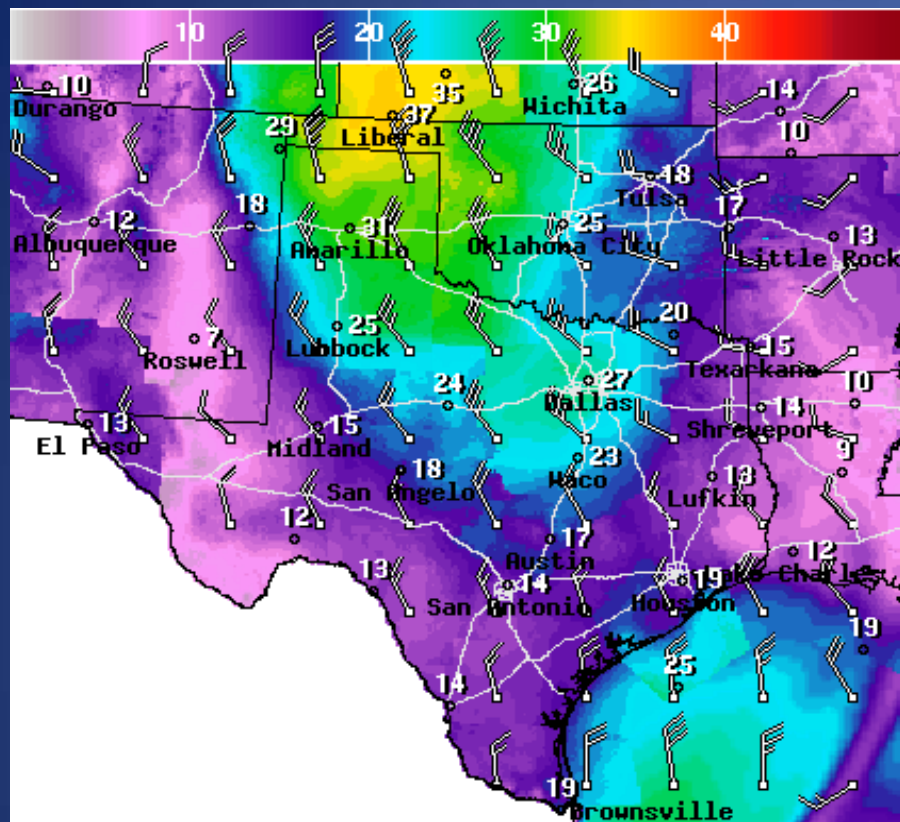 10 20 30 40
10 35 26 14
Durango Wichita
37
Liberal
29 10
18
Tulsa
12 18 31 25 17 13
Albuquerque Amarillo Oklahoma City Little Rock
7 25 20 15
Roswell Lubbock Texarkana
24 27 10
Dallas
13 15 14
El Paso Midland Shreveport
18 23 13 9
San Angelo Waco Lufkin
12 17 12
Austin Lake Charles
13 14 19
San Antonio Houston
19
25
14
19
Brownsville